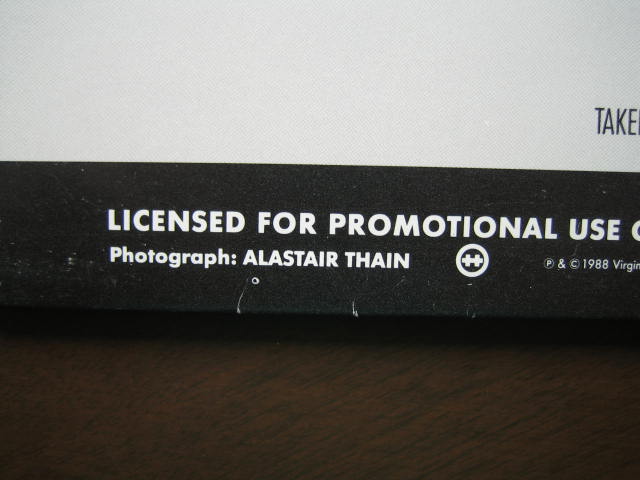 TAKE
LICENSED FOR PROMOTIONAL USE
Photograph: ALASTAIR THAIN
℗ & © 1988 Virgin